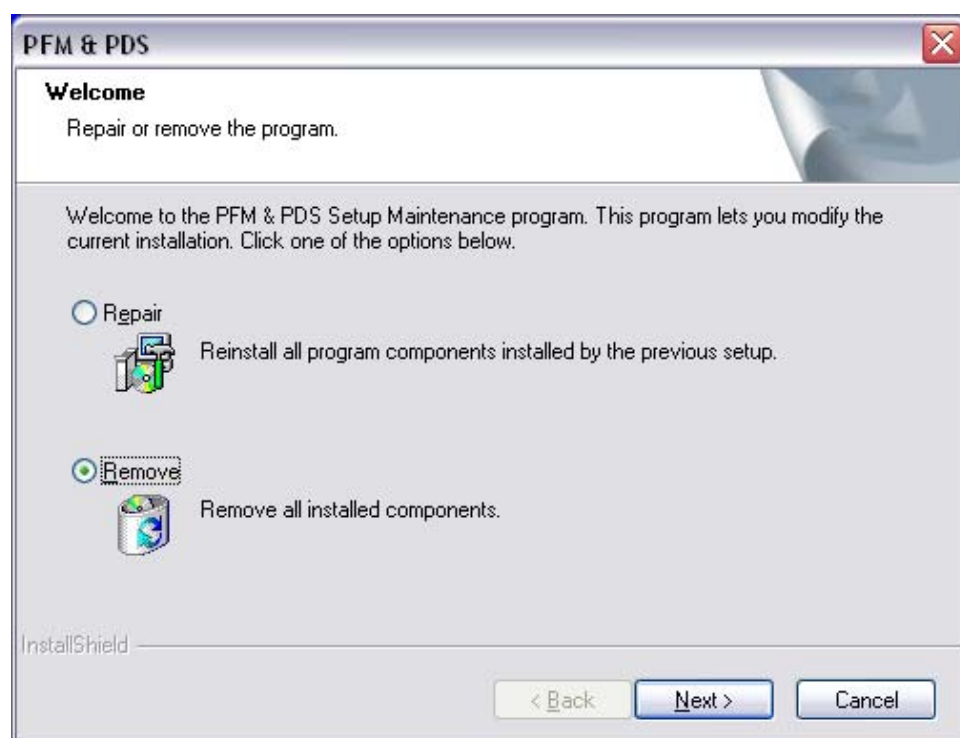 PFM & PDS
Welcome
Repair or remove the program.
Welcome to the PFM & PDS Setup Maintenance program. This program lets you modify the
current installation. Click one of the options below.
Repair
Reinstall all program components installed by the previous setup.
Remove
Remove all installed components.
InstallShield
< Back Next > Cancel